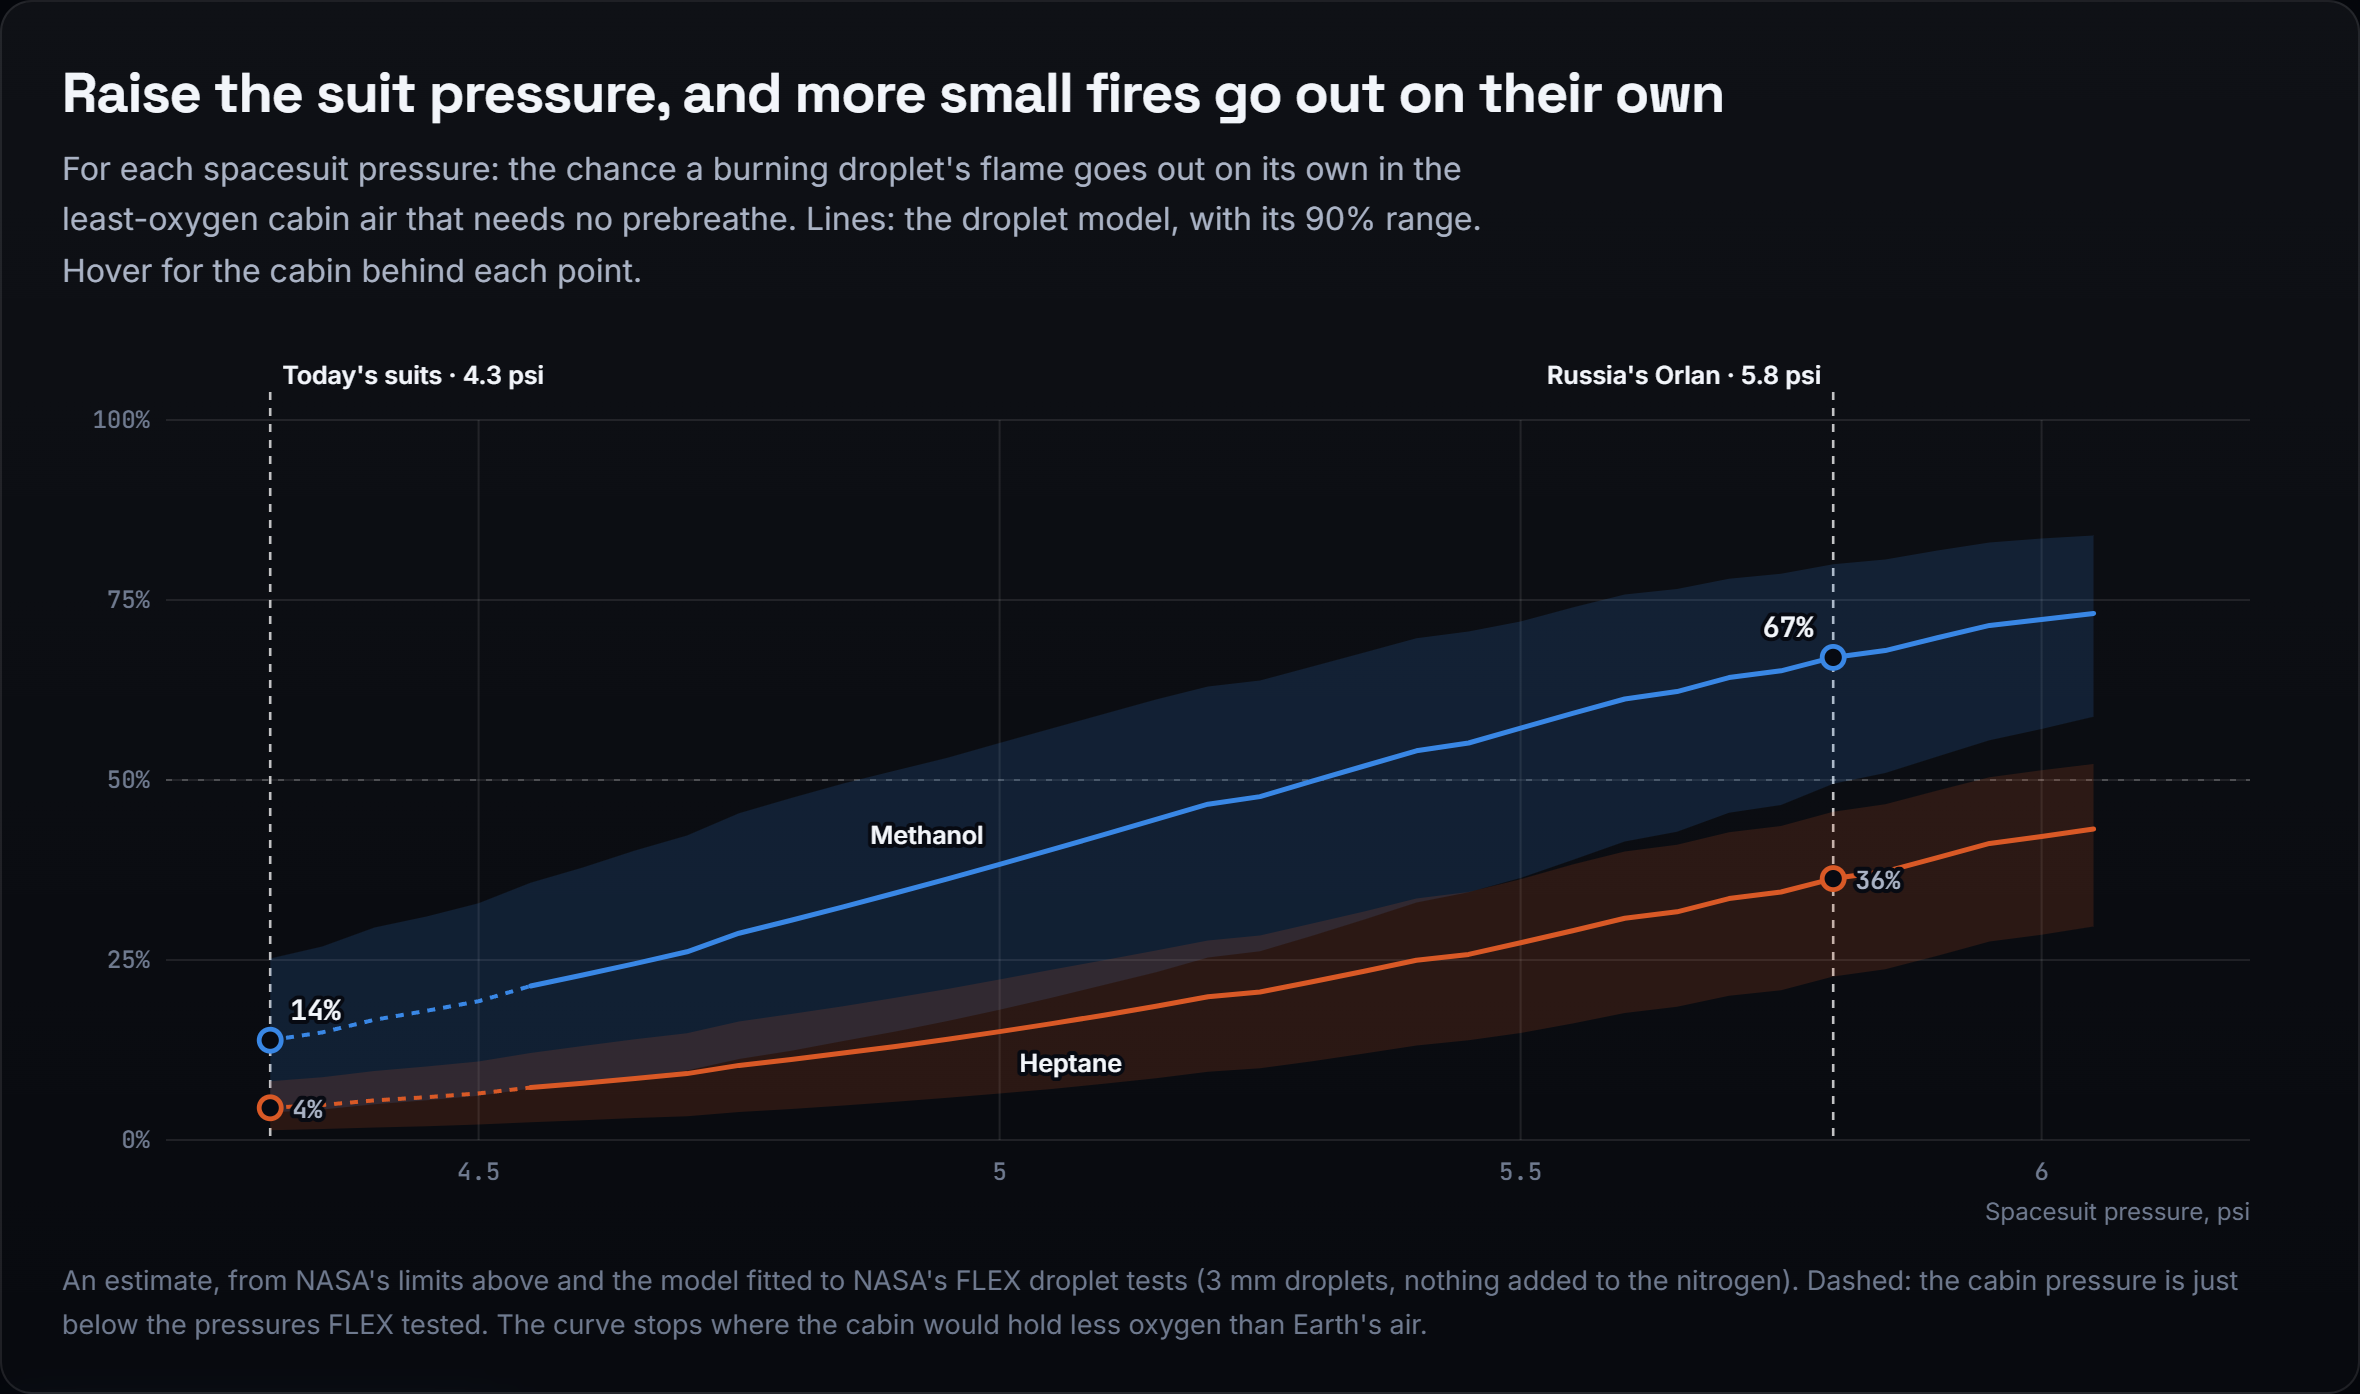 Raise the suit pressure, and more small fires go out on their own
For each spacesuit pressure: the chance a burning droplet's flame goes out on its own in the
least-oxygen cabin air that needs no prebreathe. Lines: the droplet model, with its 90% range.
Hover for the cabin behind each point.
Today's suits · 4.3 psi
Russia's Orlan · 5.8 psi
100%
75%
67%
50%
Methanol
36%
25%
14%
Heptane
4%
0%
4.5
5
5.5
6
Spacesuit pressure, psi
An estimate, from NASA's limits above and the model fitted to NASA's FLEX droplet tests (3 mm droplets, nothing added to the nitrogen). Dashed: the cabin pressure is just
below the pressures FLEX tested. The curve stops where the cabin would hold less oxygen than Earth's air.